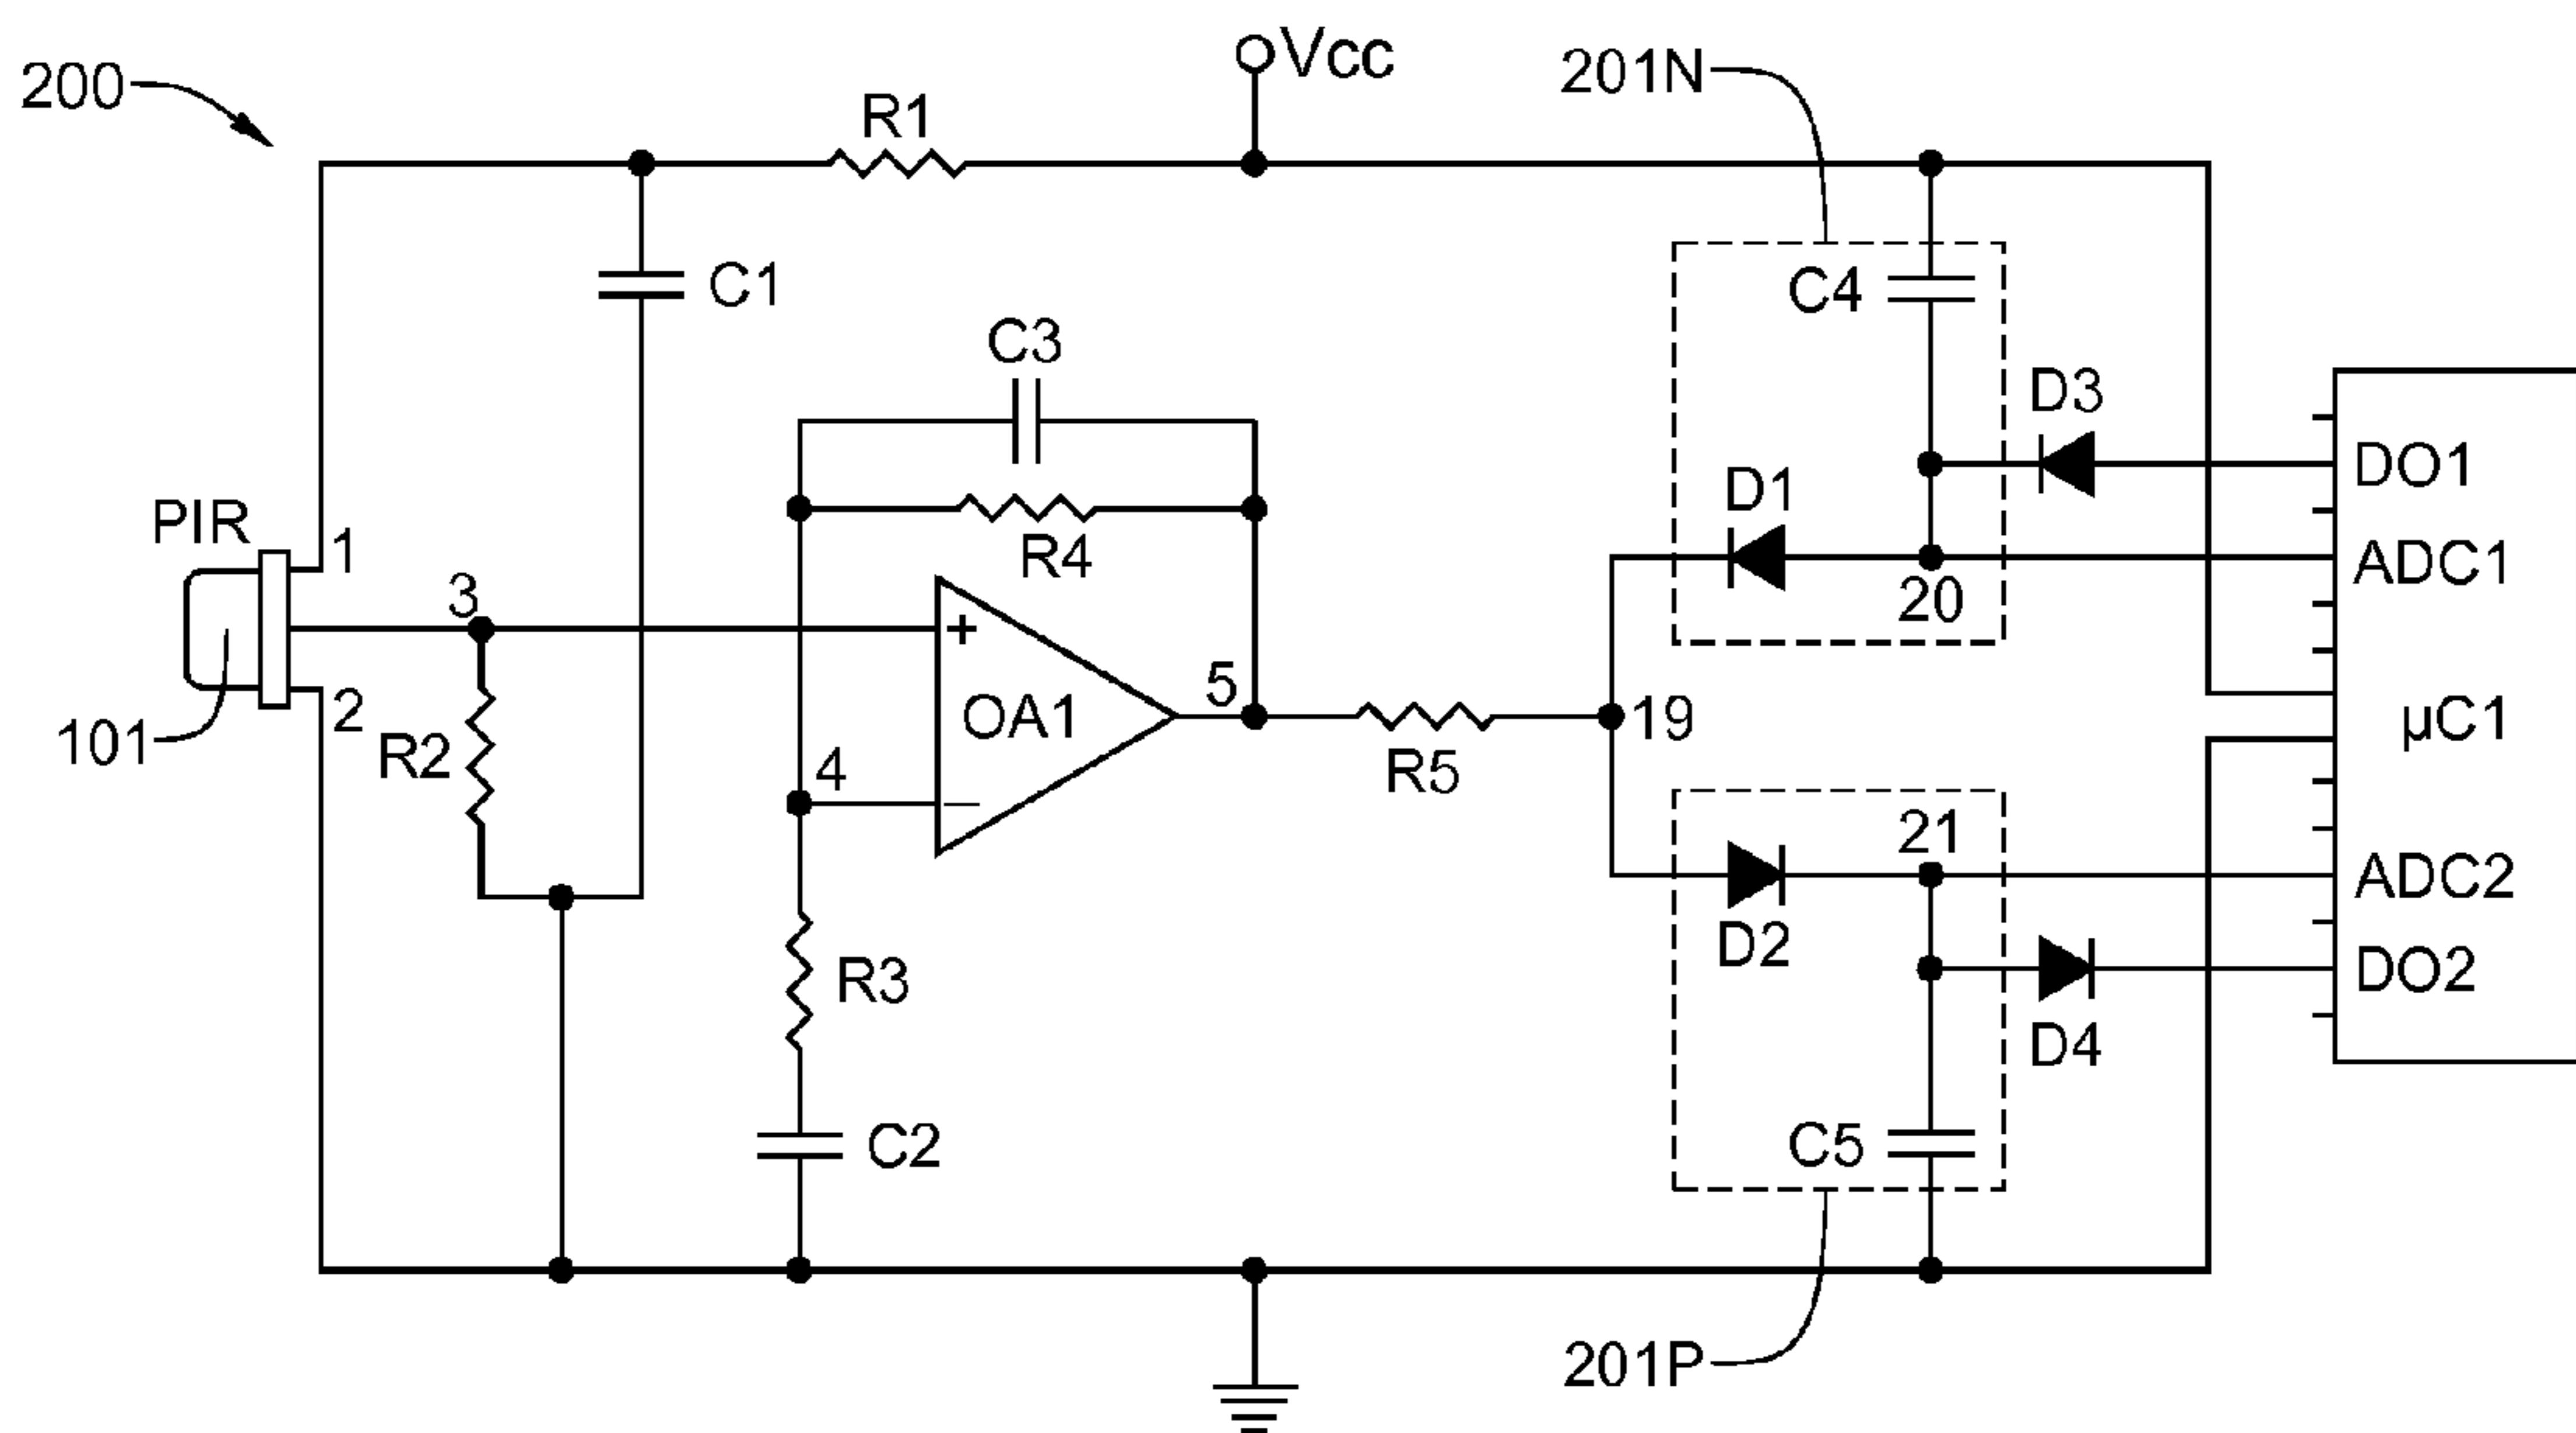 200
Vcc
201N
R1
C1
C4
C3
D3
DO1
D1
R4
ADC1
20
PIR
1
3
+
2
101
R2
OA1
5
19
R5
µC1
4
−
21
ADC2
D2
R3
DO2
D4
C2
C5
201P